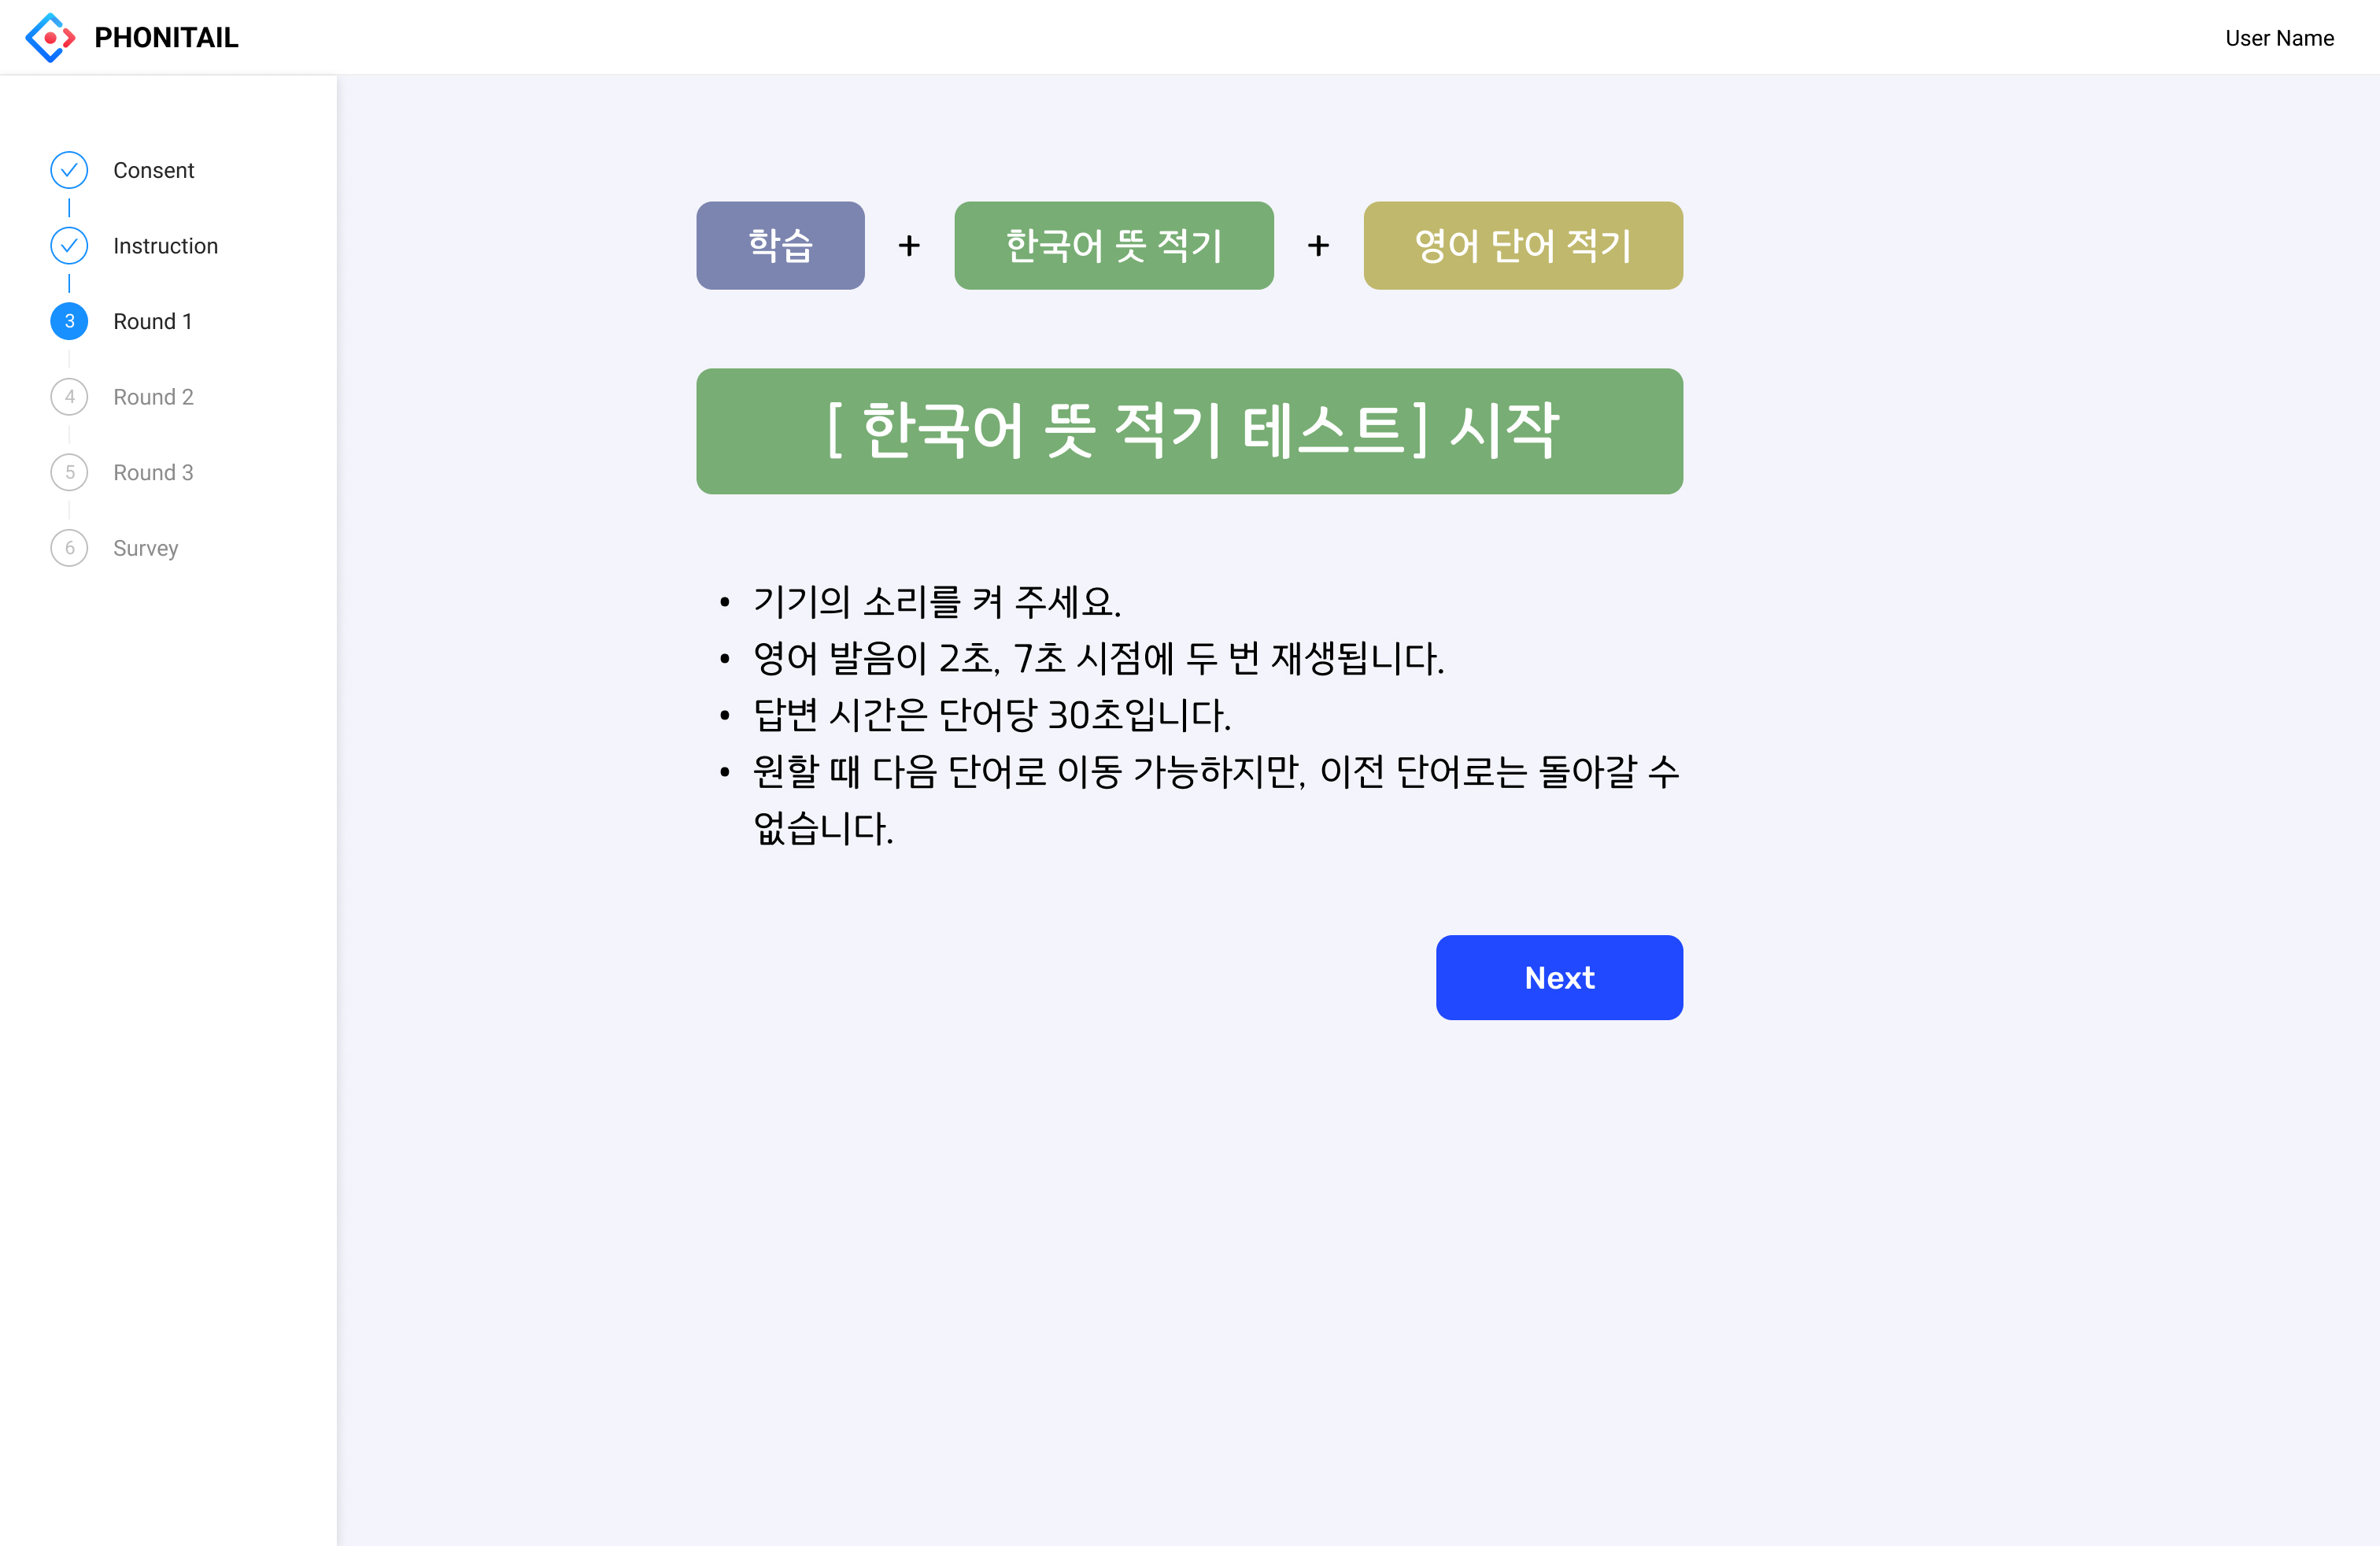 PHONITAIL
User Name
Consent
Instruction
3 Round 1
4 Round 2
5 Round 3
6 Survey
학습 + 한국어 뜻 적기 + 영어 단어 적기
[ 한국어 뜻 적기 테스트] 시작
• 기기의 소리를 켜 주세요.
• 영어 발음이 2초, 7초 시점에 두 번 재생됩니다.
• 답변 시간은 단어당 30초입니다.
• 원할 때 다음 단어로 이동 가능하지만, 이전 단어로는 돌아갈 수
없습니다.
Next